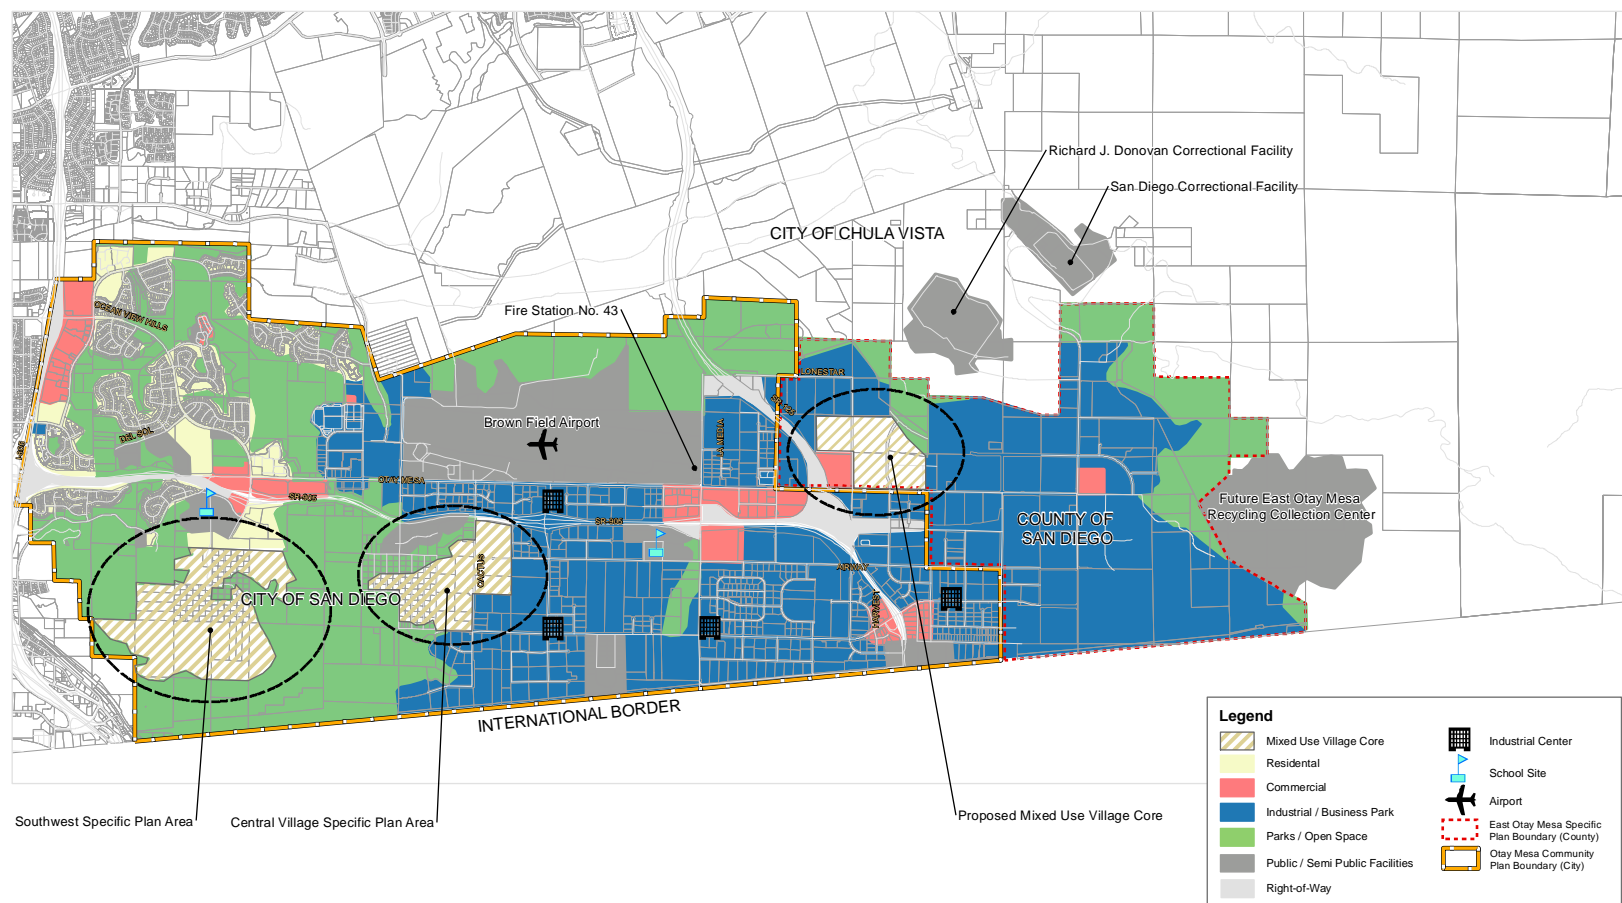 Richard J. Donovan Correctional Facility
San Diego Correctional Facility
CITY OF CHULA VISTA
OCEAN VIEW HILLS
Fire Station No. 43
LONESTAR
Brown Field Airport
LA MEDIA
DEL SOL
I-805
OTAY MESA
SR-905
SR-905
Future East Otay Mesa
Recycling Collection Center
COUNTY OF
SAN DIEGO
CACTUS
AIRWAY
CITY OF SAN DIEGO
HARVEST
INTERNATIONAL BORDER
Southwest Specific Plan Area
Central Village Specific Plan Area
Proposed Mixed Use Village Core
Legend
Mixed Use Village Core
Residential
Commercial
Industrial / Business Park
Parks / Open Space
Public / Semi Public Facilities
Right-of-Way
Industrial Center
School Site
Airport
East Otay Mesa Specific
Plan Boundary (County)
Otay Mesa Community
Plan Boundary (City)